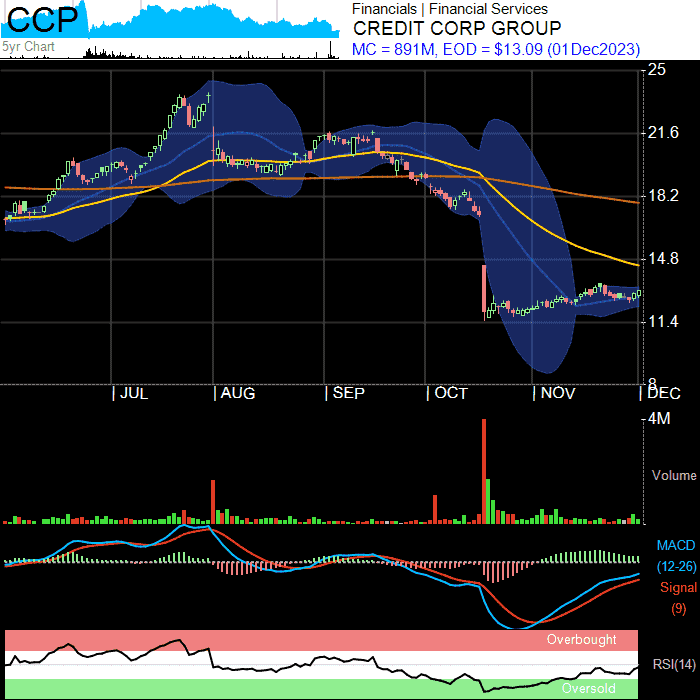 CCP
5yr Chart
Financials | Financial Services
CREDIT CORP GROUP
MC = 891M, EOD = $13.09 (01Dec2023)
25
21.6
18.2
14.8
11.4
8
JUL AUG SEP OCT NOV DEC
4M
Volume
MACD
(12-26)
Signal
(9)
Overbought
RSI(14)
Oversold